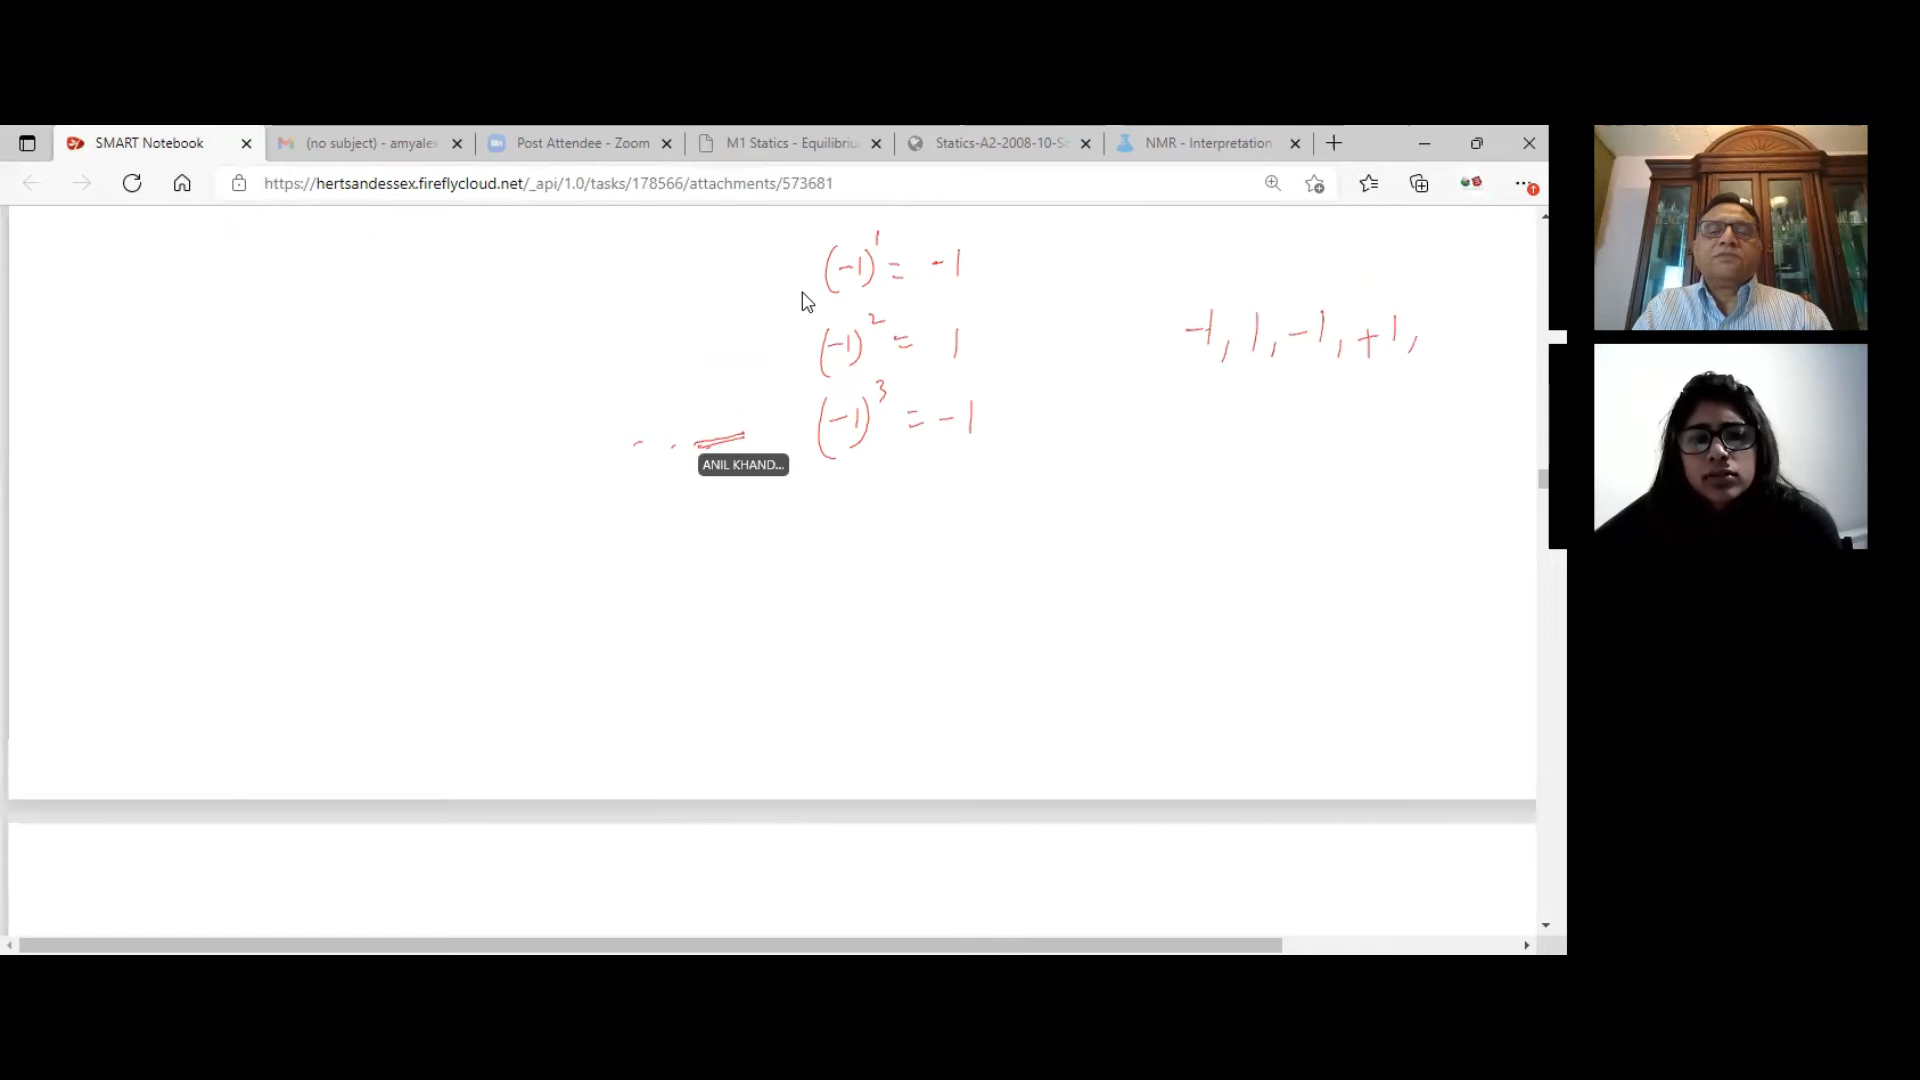 SMART Notebook
(no subject) - amyalex
Post Attendee - Zoom
M1 Statics - Equilibriu
Statics-A2-2008-10-So
NMR - Interpretation
https://hertsandessex.fireflycloud.net/_api/1.0/tasks/178566/attachments/573681
(-1)^1 = -1
(-1)^2 = 1
-1, 1, -1, +1,
(-1)^3 = -1
ANIL KHAND...